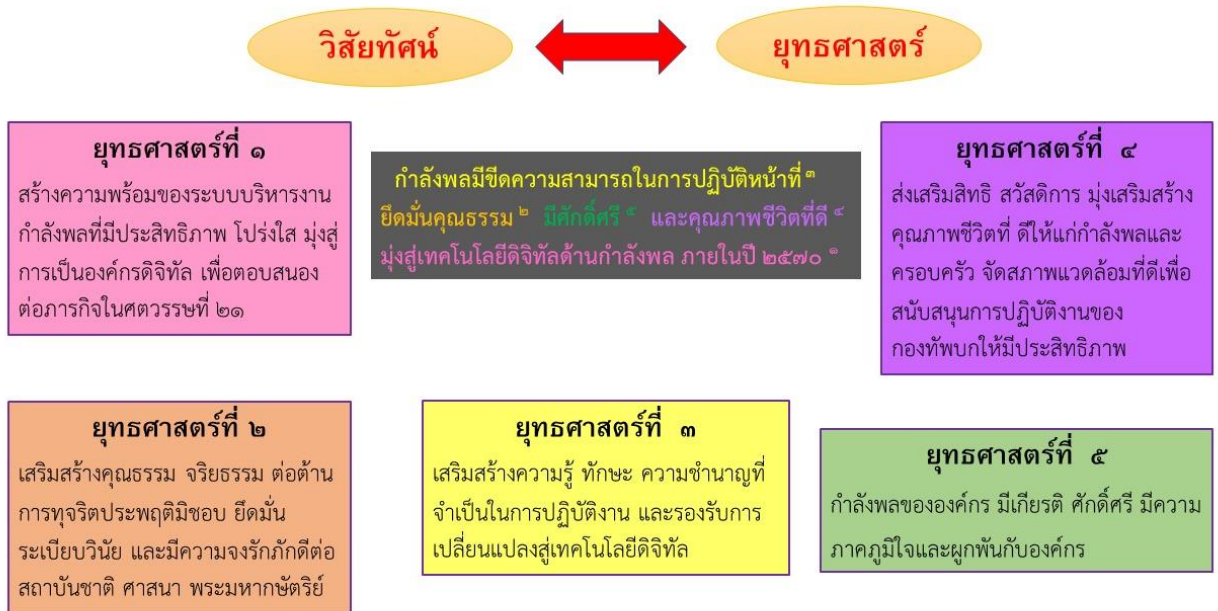 วิสัยทัศน์
ยุทธศาสตร์
ยุทธศาสตร์ที่ ๑
สร้างความพร้อมของระบบบริหารงาน
กำลังพลที่มีประสิทธิภาพ โปร่งใส มุ่งสู่
การเป็นองค์กรดิจิทัล เพื่อตอบสนอง
ต่อภารกิจในศตวรรษที่ ๒๑
กำลังพลมีขีดความสามารถในการปฏิบัติหน้าที่ ๓
ยึดมั่นคุณธรรม ๒ มีศักดิ์ศรี ๕ และคุณภาพชีวิตที่ดี ๔
มุ่งสู่เทคโนโลยีดิจิทัลด้านกำลังพล ภายในปี ๒๕๗๐ ๑
ยุทธศาสตร์ที่ ๔
ส่งเสริมสิทธิ สวัสดิการ มุ่งเสริมสร้าง
คุณภาพชีวิตที่ ดีให้แก่กำลังพลและ
ครอบครัว จัดสภาพแวดล้อมที่ดีเพื่อ
สนับสนุนการปฏิบัติงานของ
กองทัพบกให้มีประสิทธิภาพ
ยุทธศาสตร์ที่ ๒
เสริมสร้างคุณธรรม จริยธรรม ต่อต้าน
การทุจริตประพฤติมิชอบ ยึดมั่น
ระเบียบวินัย และมีความจงรักภักดีต่อ
สถาบันชาติ ศาสนา พระมหากษัตริย์
ยุทธศาสตร์ที่ ๓
เสริมสร้างความรู้ ทักษะ ความชำนาญที่
จำเป็นในการปฏิบัติงาน และรองรับการ
เปลี่ยนแปลงสู่เทคโนโลยีดิจิทัล
ยุทธศาสตร์ที่ ๕
กำลังพลขององค์กร มีเกียรติ ศักดิ์ศรี มีความ
ภาคภูมิใจและผูกพันกับองค์กร